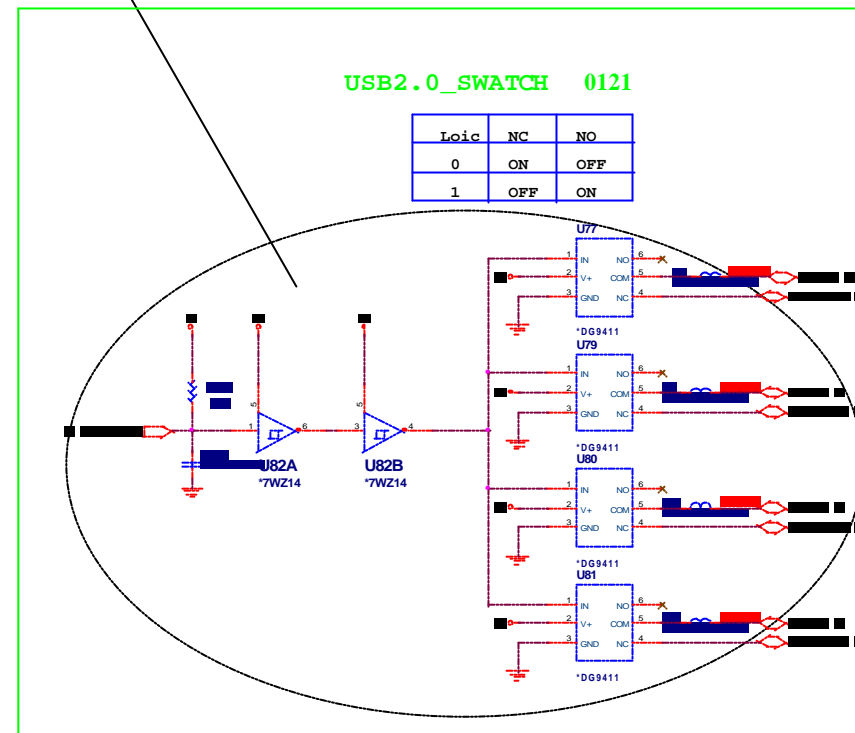 USB2.0_SWATCH 0121
Loic NC NO
0 ON OFF
1 OFF ON
U77
1 IN NO 6
2 V+ COM 5
3 GND NC 4
*DG9411
U79
1 IN NO 6
2 V+ COM 5
3 GND NC 4
*DG9411
5 5
1 6 3 4
U82A U82B
*7WZ14 *7WZ14
U80
1 IN NO 6
2 V+ COM 5
3 GND NC 4
*DG9411
U81
1 IN NO 6
2 V+ COM 5
3 GND NC 4
*DG9411